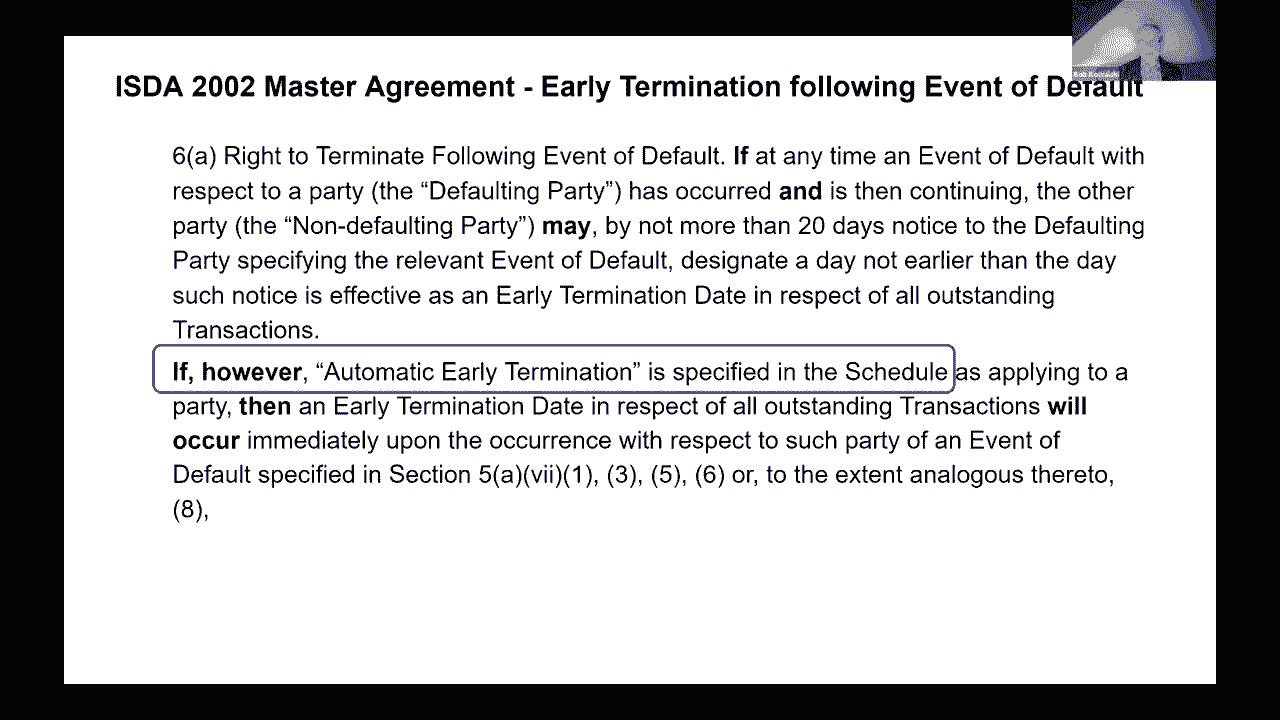 ISDA 2002 Master Agreement - Early Termination following Event of Default
6(a) Right to Terminate Following Event of Default. If at any time an Event of Default with
respect to a party (the “Defaulting Party”) has occurred and is then continuing, the other
party (the “Non-defaulting Party”) may, by not more than 20 days notice to the Defaulting
Party specifying the relevant Event of Default, designate a day not earlier than the day
such notice is effective as an Early Termination Date in respect of all outstanding
Transactions.
If, however, “Automatic Early Termination” is specified in the Schedule as applying to a
party, then an Early Termination Date in respect of all outstanding Transactions will
occur immediately upon the occurrence with respect to such party of an Event of
Default specified in Section 5(a)(vii)(1), (3), (5), (6) or, to the extent analogous thereto,
(8),